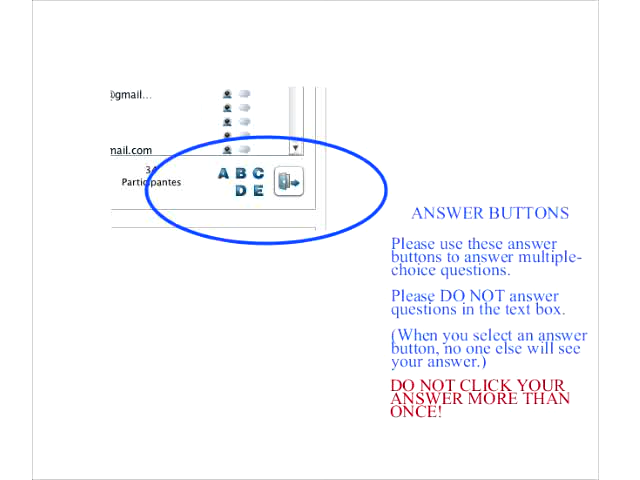 @gmail...
mail.com
34
Participantes
A B C
D E
ANSWER BUTTONS
Please use these answer
buttons to answer multiple-
choice questions.
Please DO NOT answer
questions in the text box.
(When you select an answer
button, no one else will see
your answer.)
DO NOT CLICK YOUR
ANSWER MORE THAN
ONCE!